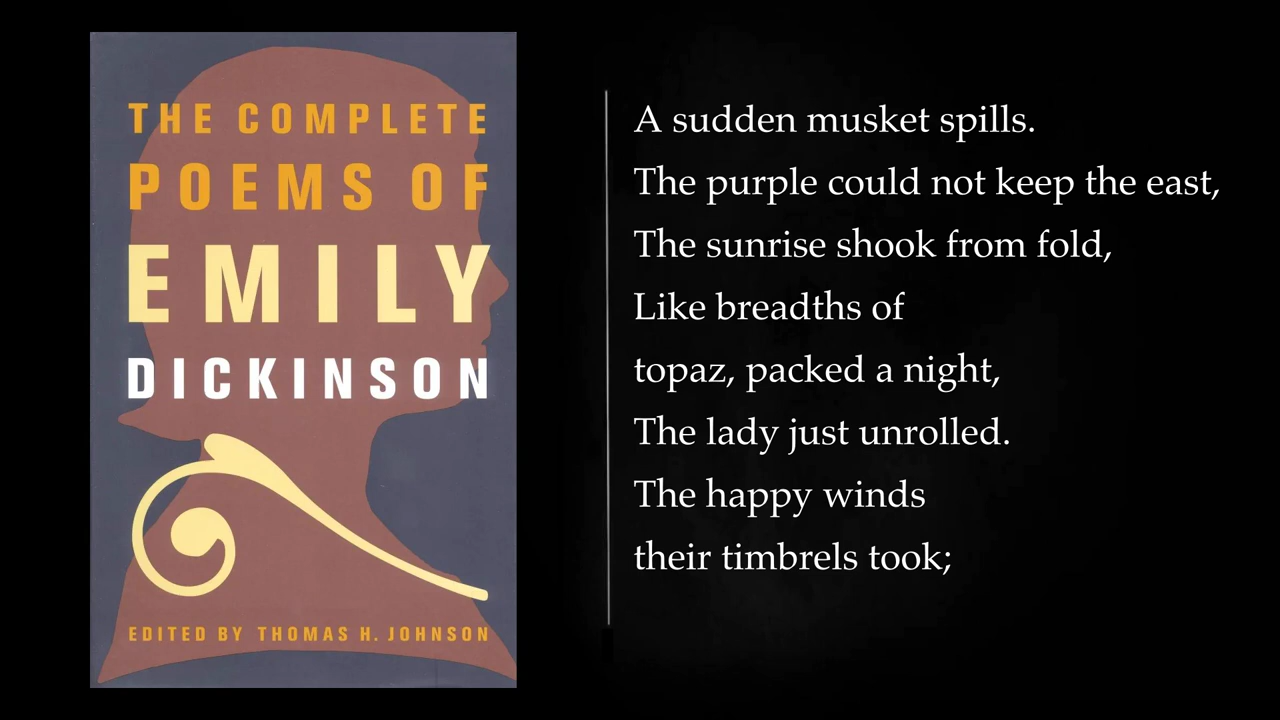 THE COMPLETE
POEMS OF
EMILY
DICKINSON
EDITED BY THOMAS H. JOHNSON
A sudden musket spills.
The purple could not keep the east,
The sunrise shook from fold,
Like breadths of
topaz, packed a night,
The lady just unrolled.
The happy winds
their timbrels took;